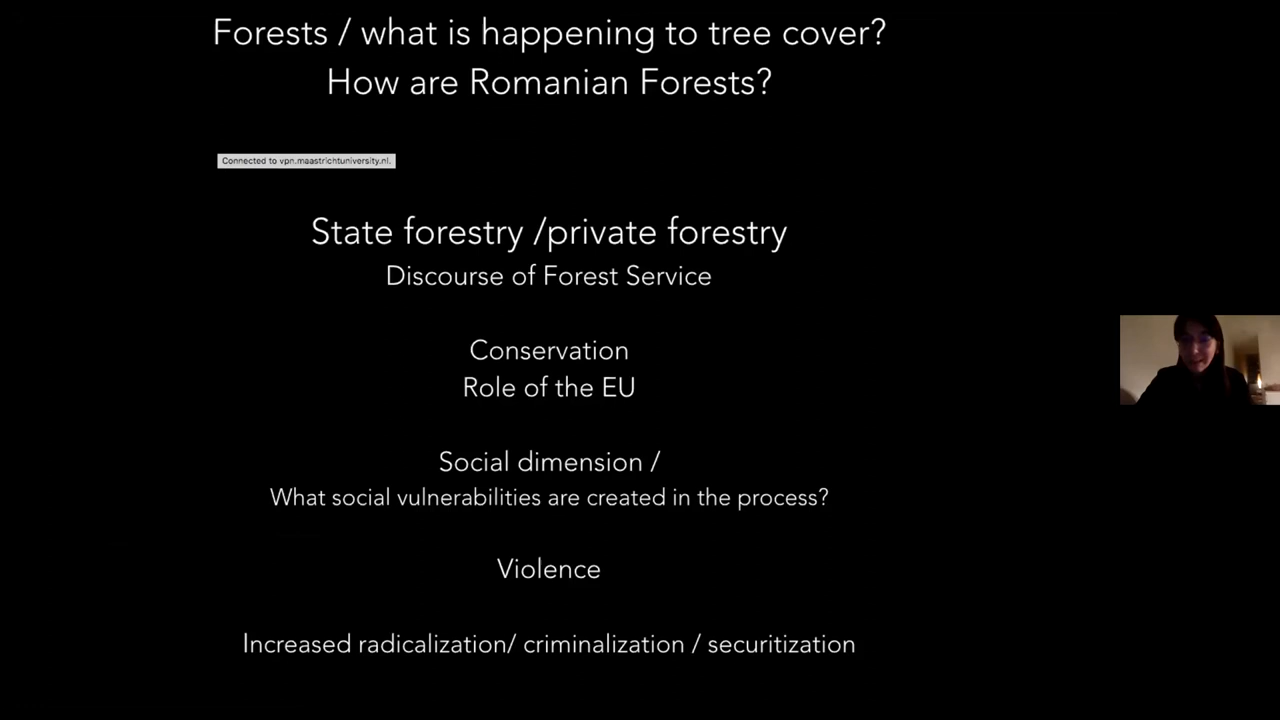 Forests / what is happening to tree cover?
How are Romanian Forests?
Connected to vpn.maastrichtuniversity.nl.
State forestry /private forestry
Discourse of Forest Service
Conservation
Role of the EU
Social dimension /
What social vulnerabilities are created in the process?
Violence
Increased radicalization/ criminalization / securitization